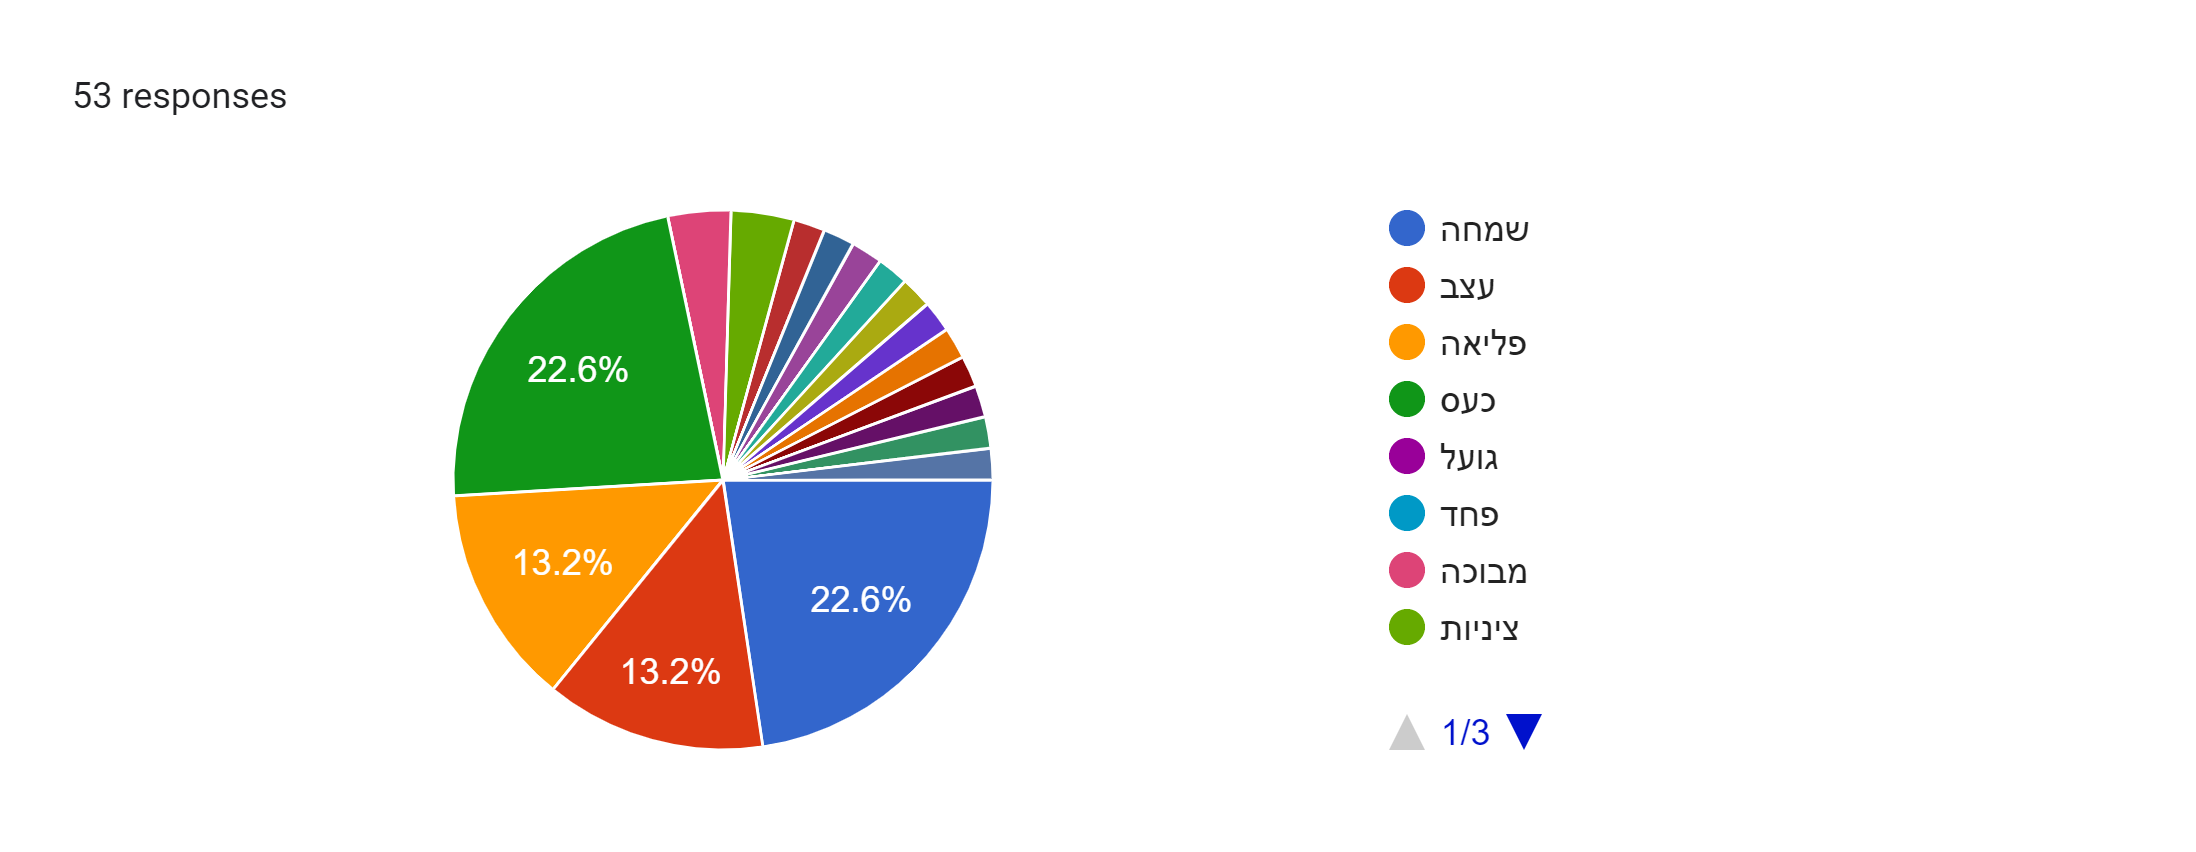 53 responses
22.6%
13.2%
13.2%
22.6%
שמחה
עצב
פליאה
כעס
גועל
פחד
מבוכה
ציניות
1/3